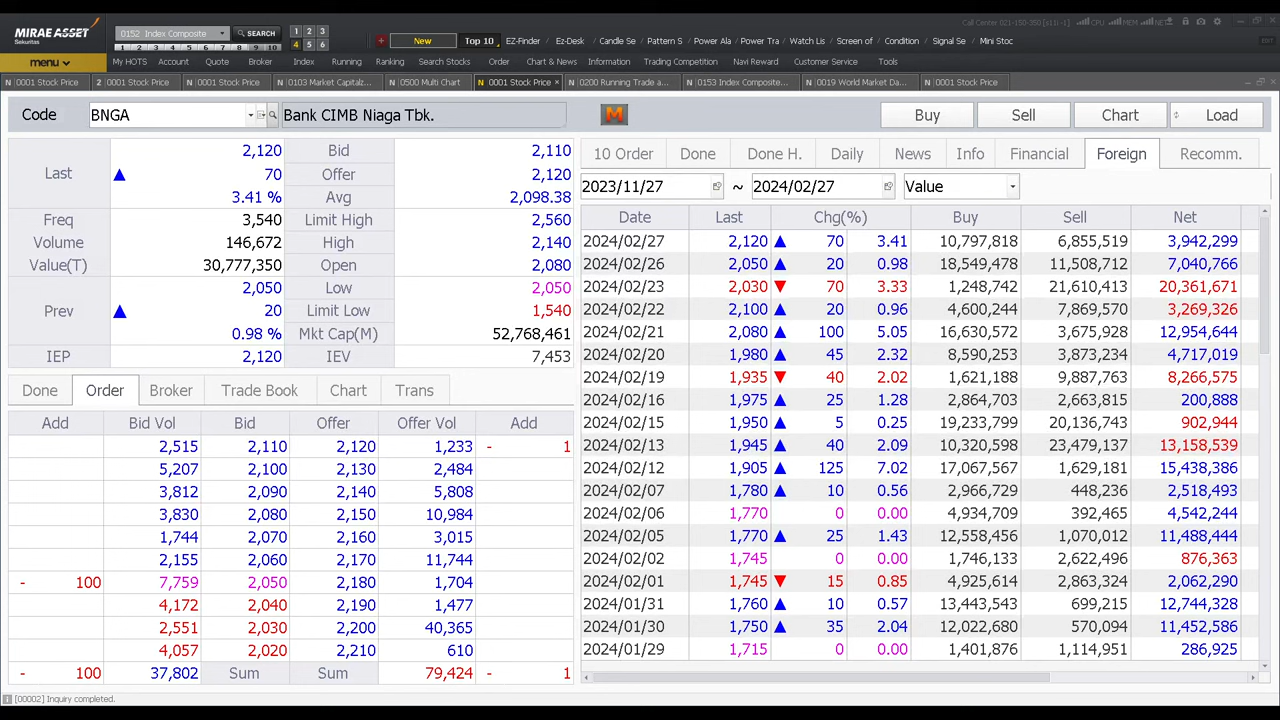 Call Center 021-150-350 [s11i-1] CPU MEM NET
MIRAE ASSET
Sekuritas
0152 Index Composite SEARCH 1 2 3
1 2 3 4 5 6 7 8 9 10 4 5 6
New Top 10 EZ-Finder Ez-Desk Candle Se Pattern S Power Ala Power Tra Watch Lis Screen of Condition Signal Se Mini Stoc
menu My HTS Account Quote Broker Index Running Ranking Search Stocks Order Chart & News Information Trading Competition Navi Reward Customer Service Tools
N 0001 Stock Price 2 0001 Stock Price N 0001 Stock Price N 0103 Market Capitalz... N 0500 Multi Chart N 0001 Stock Price × N 0200 Running Trade a... N 0153 Index Composite... N 0019 World Market Da... N 0001 Stock Price
Code BNGA Bank CIMB Niaga Tbk. M Buy Sell Chart Load
Last 2,120 Bid 2,110
▲ 70 Offer 2,120
3.41 % Avg 2,098.38
Freq 3,540 Limit High 2,560
Volume 146,672 High 2,140
Value(T) 30,777,350 Open 2,080
Prev 2,050 Low 2,050
▲ 20 Limit Low 1,540
0.98 % Mkt Cap(M) 52,768,461
IEP 2,120 IEV 7,453
Done Order Broker Trade Book Chart Trans
Add Bid Vol Bid Offer Offer Vol Add
2,515 2,110 2,120 1,233 - 1
5,207 2,100 2,130 2,484
3,812 2,090 2,140 5,808
3,830 2,080 2,150 10,984
1,744 2,070 2,160 3,015
2,155 2,060 2,170 11,744
- 100 7,759 2,050 2,180 1,704
4,172 2,040 2,190 1,477
2,551 2,030 2,200 40,365
4,057 2,020 2,210 610
- 100 37,802 Sum Sum 79,424 - 1
10 Order Done Done H. Daily News Info Financial Foreign Recomm.
2023/11/27 ~ 2024/02/27 Value
Date Last Chg(%) Buy Sell Net
2024/02/27 2,120 ▲ 70 3.41 10,797,818 6,855,519 3,942,299
2024/02/26 2,050 ▲ 20 0.98 18,549,478 11,508,712 7,040,766
2024/02/23 2,030 ▼ 70 3.33 1,248,742 21,610,413 20,361,671
2024/02/22 2,100 ▲ 20 0.96 4,600,244 7,869,570 3,269,326
2024/02/21 2,080 ▲ 100 5.05 16,630,572 3,675,928 12,954,644
2024/02/20 1,980 ▲ 45 2.32 8,590,253 3,873,234 4,717,019
2024/02/19 1,935 ▼ 40 2.02 1,621,188 9,887,763 8,266,575
2024/02/16 1,975 ▲ 25 1.28 2,864,703 2,663,815 200,888
2024/02/15 1,950 ▲ 5 0.25 19,233,799 20,136,743 902,944
2024/02/13 1,945 ▲ 40 2.09 10,320,598 23,479,137 13,158,539
2024/02/12 1,905 ▲ 125 7.02 17,067,567 1,629,181 15,438,386
2024/02/07 1,780 ▲ 10 0.56 2,966,729 448,236 2,518,493
2024/02/06 1,770 0 0.00 4,934,709 392,465 4,542,244
2024/02/05 1,770 ▲ 25 1.43 12,558,456 1,070,012 11,488,444
2024/02/02 1,745 0 0.00 1,746,133 2,622,496 876,363
2024/02/01 1,745 ▼ 15 0.85 4,925,614 2,863,324 2,062,290
2024/01/31 1,760 ▲ 10 0.57 13,443,543 699,215 12,744,328
2024/01/30 1,750 ▲ 35 2.04 12,022,680 570,094 11,452,586
2024/01/29 1,715 0 0.00 1,401,876 1,114,951 286,925
[00002] Inquiry completed.